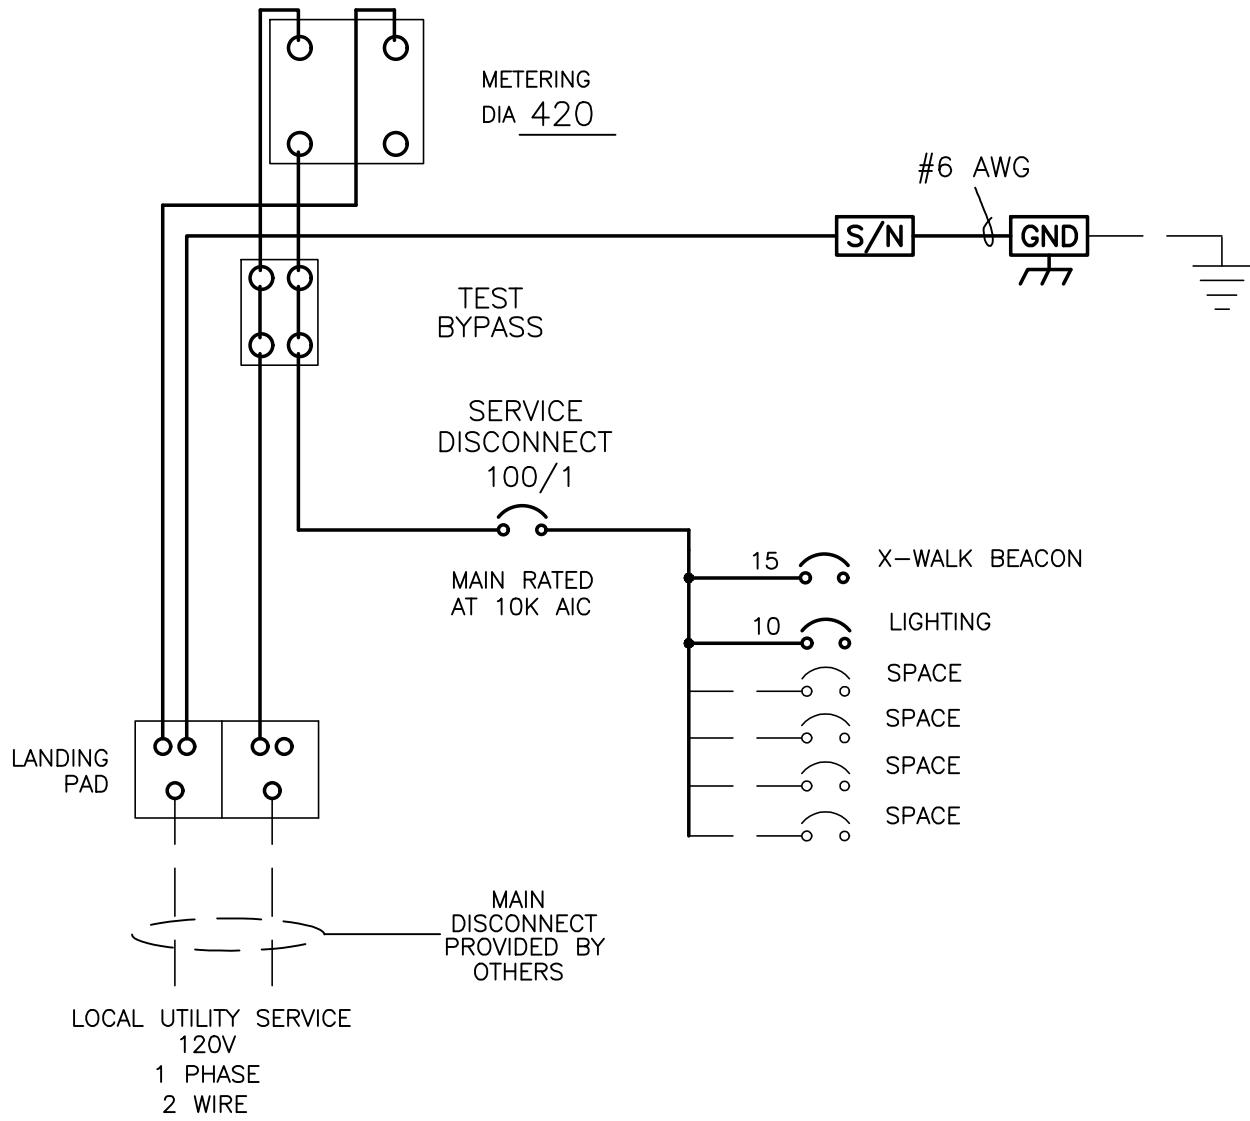 METERING
DIA 420
#6 AWG
S/N
GND
TEST
BYPASS
SERVICE
DISCONNECT
100/1
MAIN RATED
AT 10K AIC
15
X-WALK BEACON
10
LIGHTING
SPACE
SPACE
SPACE
SPACE
LANDING
PAD
MAIN
DISCONNECT
PROVIDED BY
OTHERS
LOCAL UTILITY SERVICE
120V
1 PHASE
2 WIRE